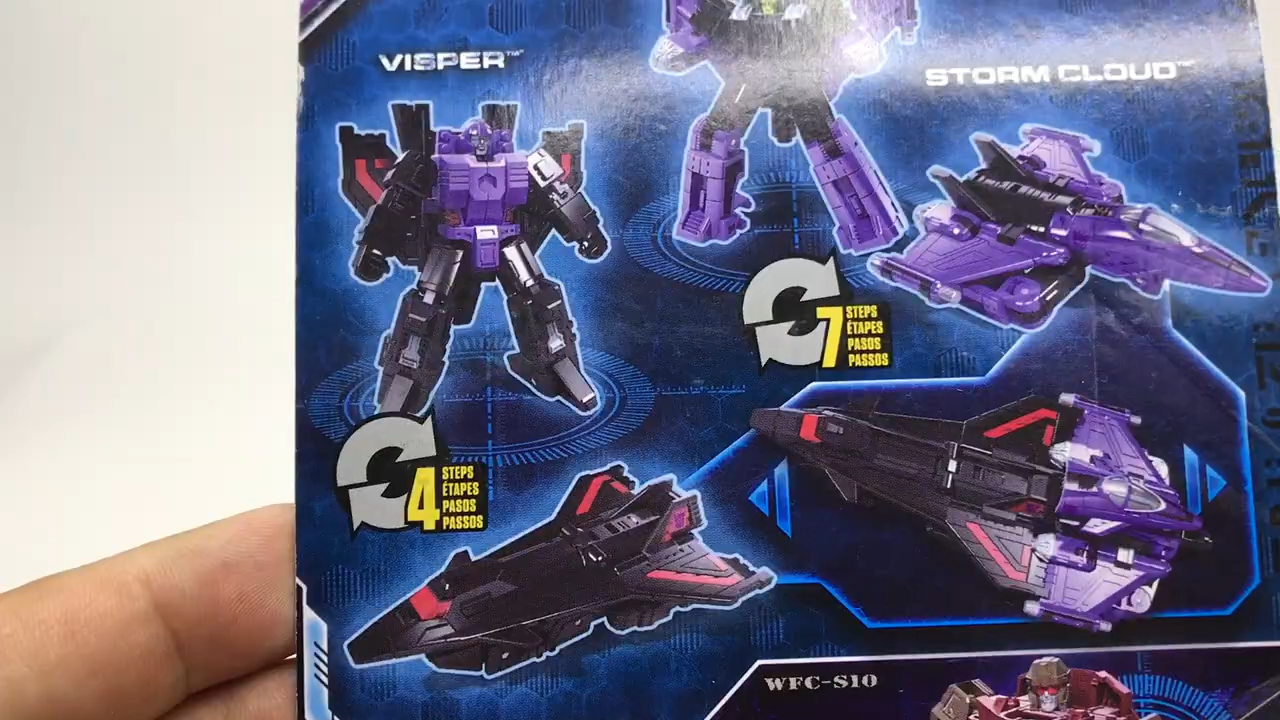 VISPER™
STORM CLOUD™
7
STEPS
ÉTAPES
PASOS
PASSOS
4
STEPS
ÉTAPES
PASOS
PASSOS
WFC-S10